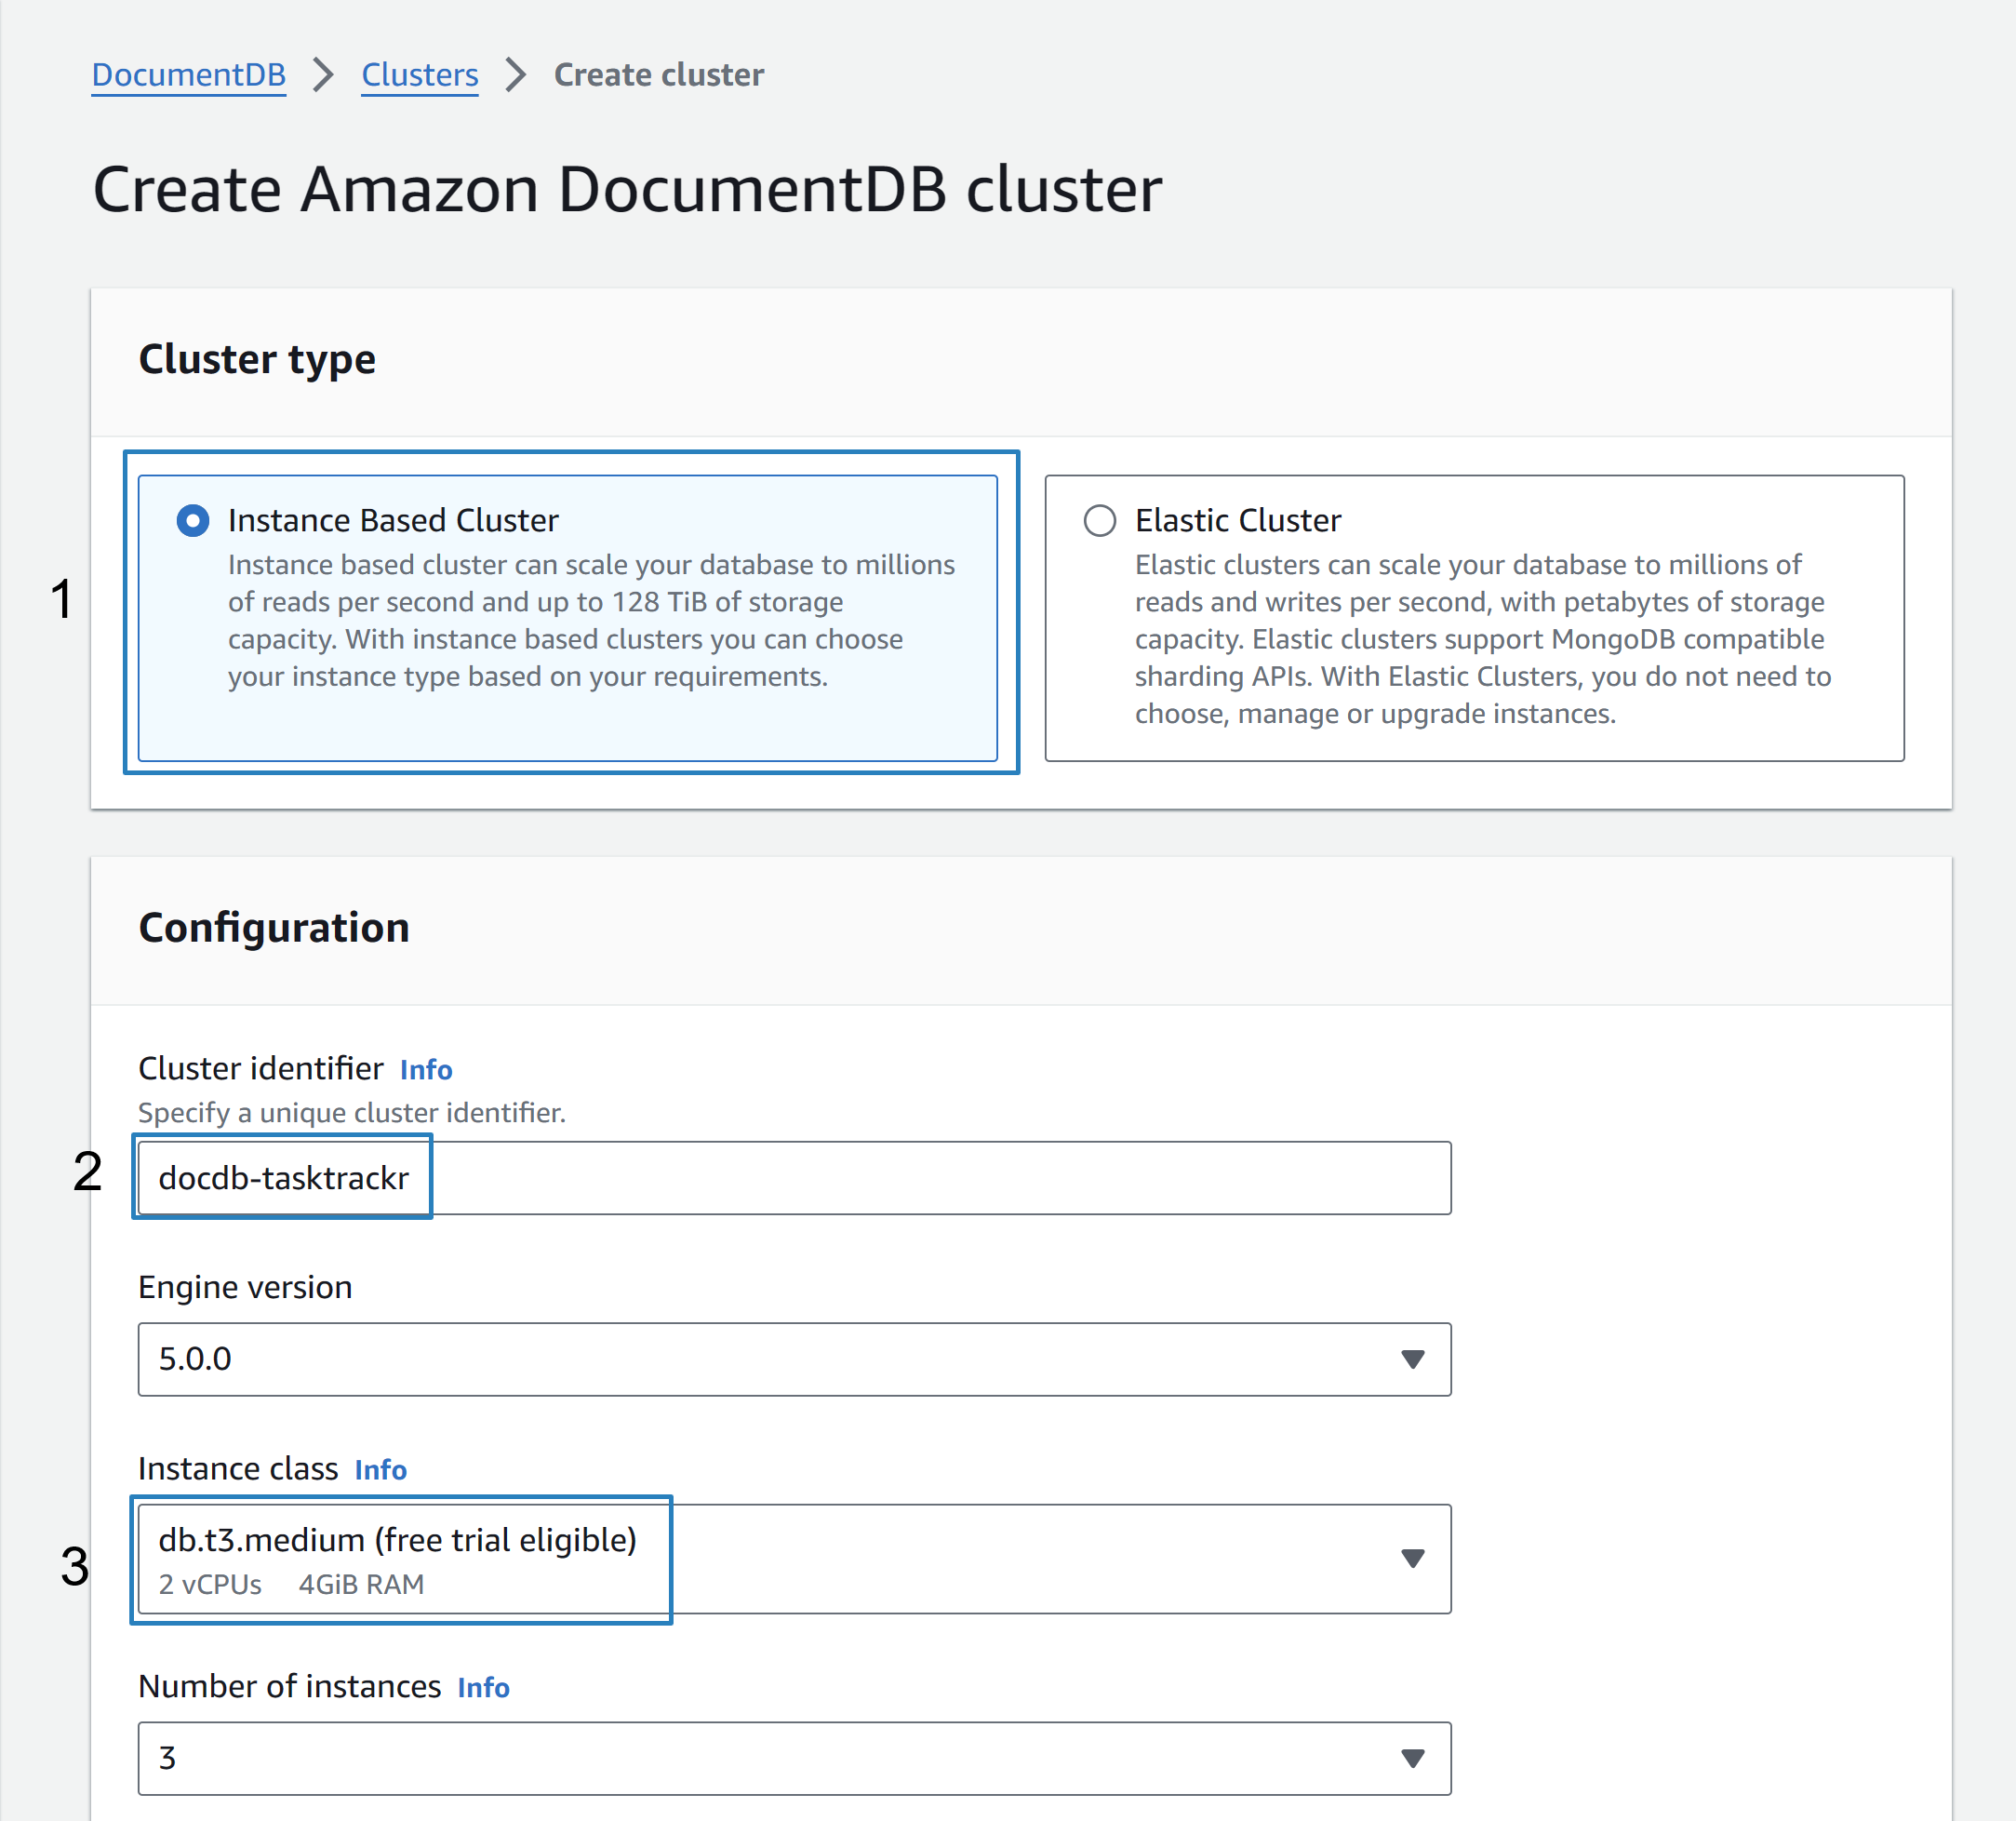 DocumentDB > Clusters > Create cluster
Create Amazon DocumentDB cluster
Cluster type
1
Instance Based Cluster
Instance based cluster can scale your database to millions
of reads per second and up to 128 TiB of storage
capacity. With instance based clusters you can choose
your instance type based on your requirements.
Elastic Cluster
Elastic clusters can scale your database to millions of
reads and writes per second, with petabytes of storage
capacity. Elastic clusters support MongoDB compatible
sharding APIs. With Elastic Clusters, you do not need to
choose, manage or upgrade instances.
Configuration
Cluster identifier Info
Specify a unique cluster identifier.
2
docdb-tasktrackr
Engine version
5.0.0
Instance class Info
3
db.t3.medium (free trial eligible)
2 vCPUs 4GiB RAM
Number of instances Info
3